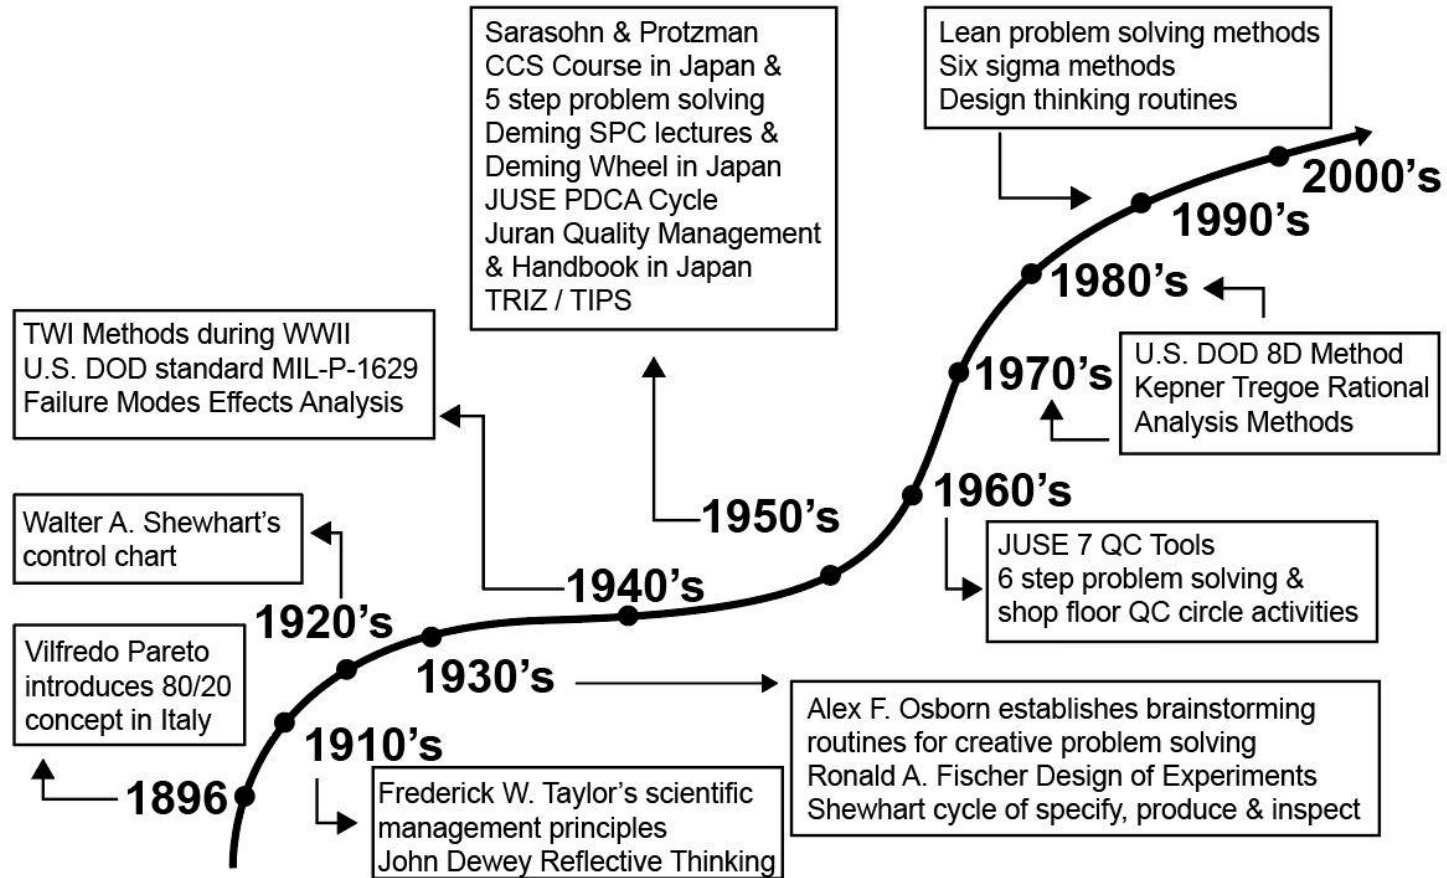 Sarasohn & Protzman
CCS Course in Japan &
5 step problem solving
Deming SPC lectures &
Deming Wheel in Japan
JUSE PDCA Cycle
Juran Quality Management
& Handbook in Japan
TRIZ / TIPS
Lean problem solving methods
Six sigma methods
Design thinking routines
2000's
1990's
1980's
TWI Methods during WWII
U.S. DOD standard MIL-P-1629
Failure Modes Effects Analysis
1970's
U.S. DOD 8D Method
Kepner Tregoe Rational
Analysis Methods
Walter A. Shewhart's
control chart
1950's
1960's
JUSE 7 QC Tools
6 step problem solving &
shop floor QC circle activities
1940's
1920's
Vilfredo Pareto
introduces 80/20
concept in Italy
1930's
Alex F. Osborn establishes brainstorming
routines for creative problem solving
Ronald A. Fischer Design of Experiments
Shewhart cycle of specify, produce & inspect
1910's
1896
Frederick W. Taylor's scientific
management principles
John Dewey Reflective Thinking